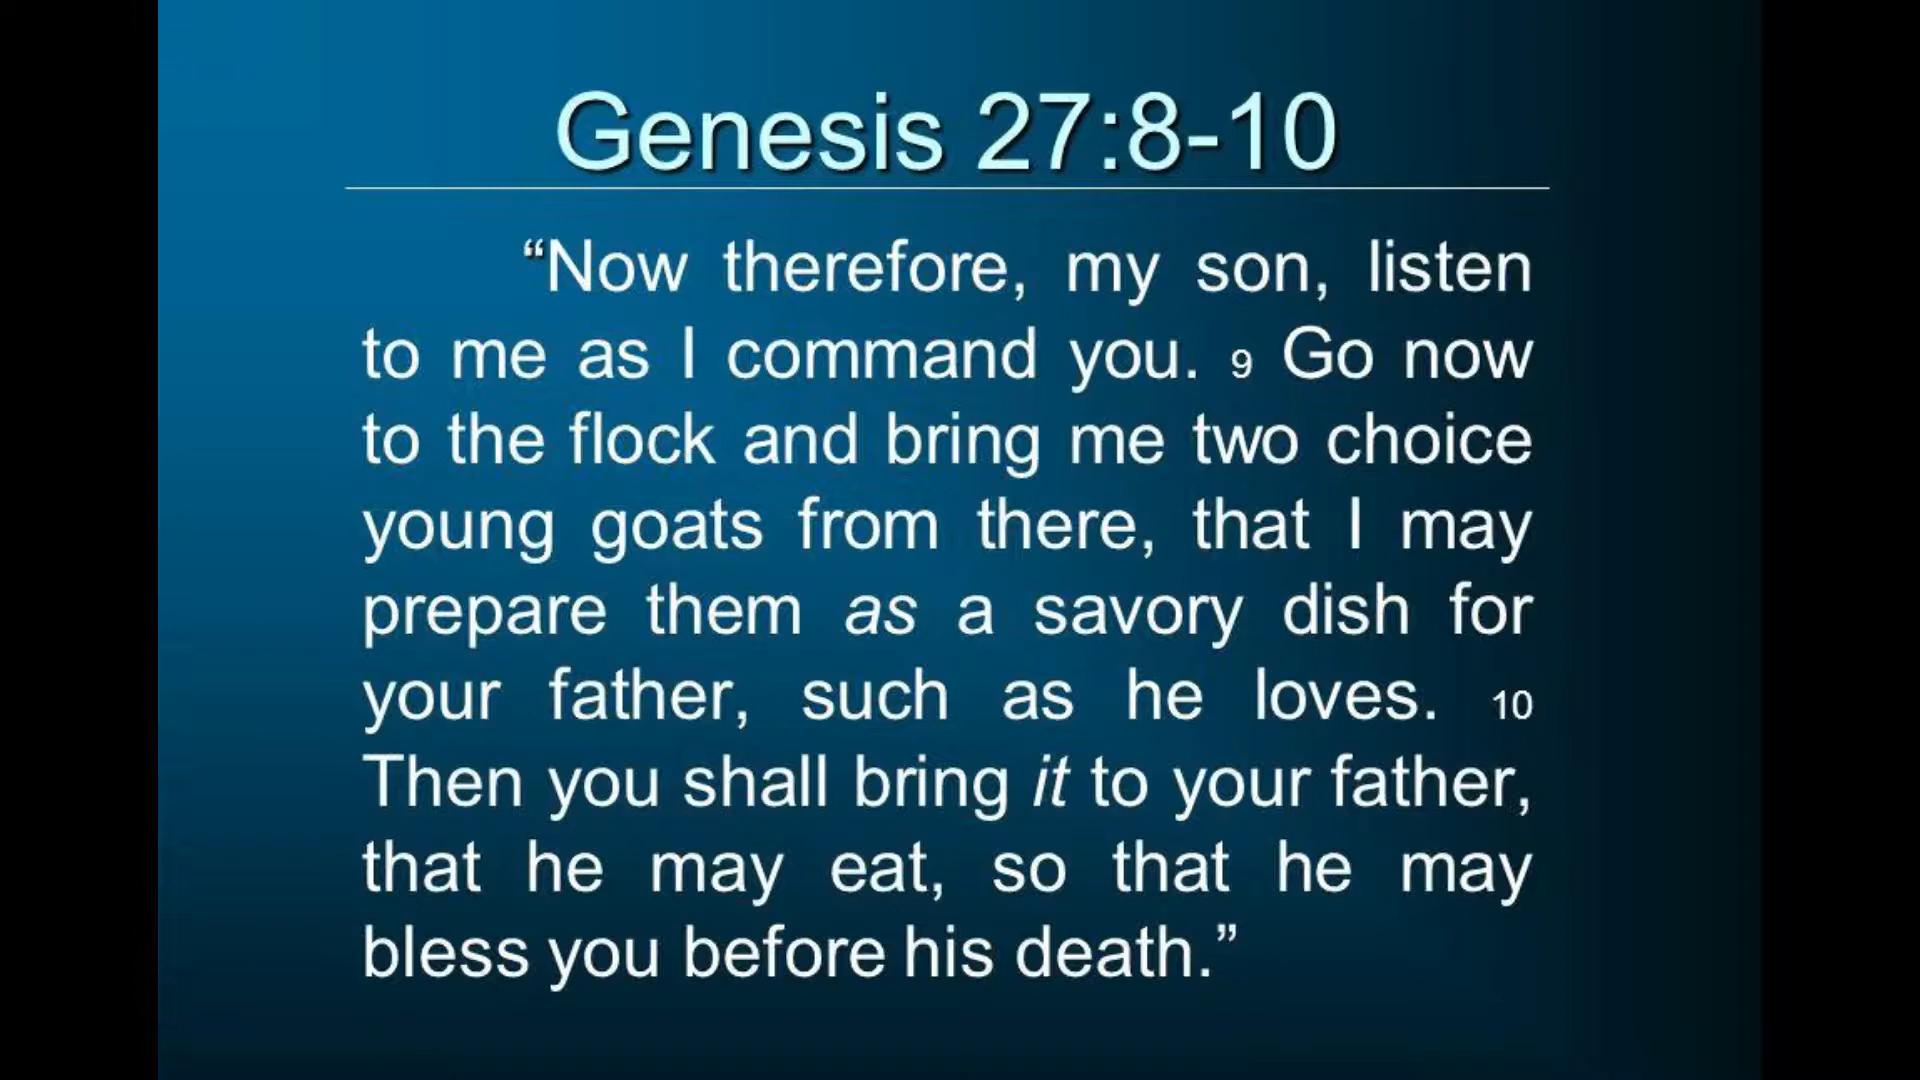 Genesis 27:8-10
“Now therefore, my son, listen
to me as I command you. 9 Go now
to the flock and bring me two choice
young goats from there, that I may
prepare them as a savory dish for
your father, such as he loves. 10
Then you shall bring it to your father,
that he may eat, so that he may
bless you before his death.”